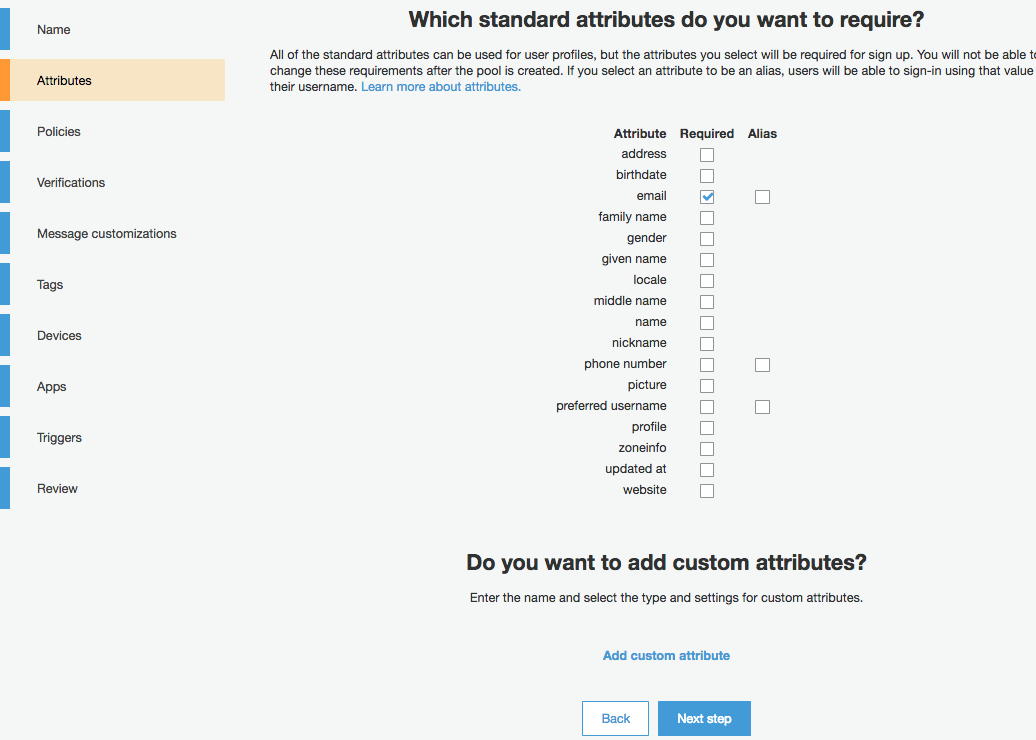 Name
Attributes
Policies
Verifications
Message customizations
Tags
Devices
Apps
Triggers
Review
Which standard attributes do you want to require?
All of the standard attributes can be used for user profiles, but the attributes you select will be required for sign up. You will not be able to
change these requirements after the pool is created. If you select an attribute to be an alias, users will be able to sign-in using that value
their username. Learn more about attributes.
Attribute Required Alias
address
birthdate
email
family name
gender
given name
locale
middle name
name
nickname
phone number
picture
preferred username
profile
zoneinfo
updated at
website
Do you want to add custom attributes?
Enter the name and select the type and settings for custom attributes.
Add custom attribute
Back Next step